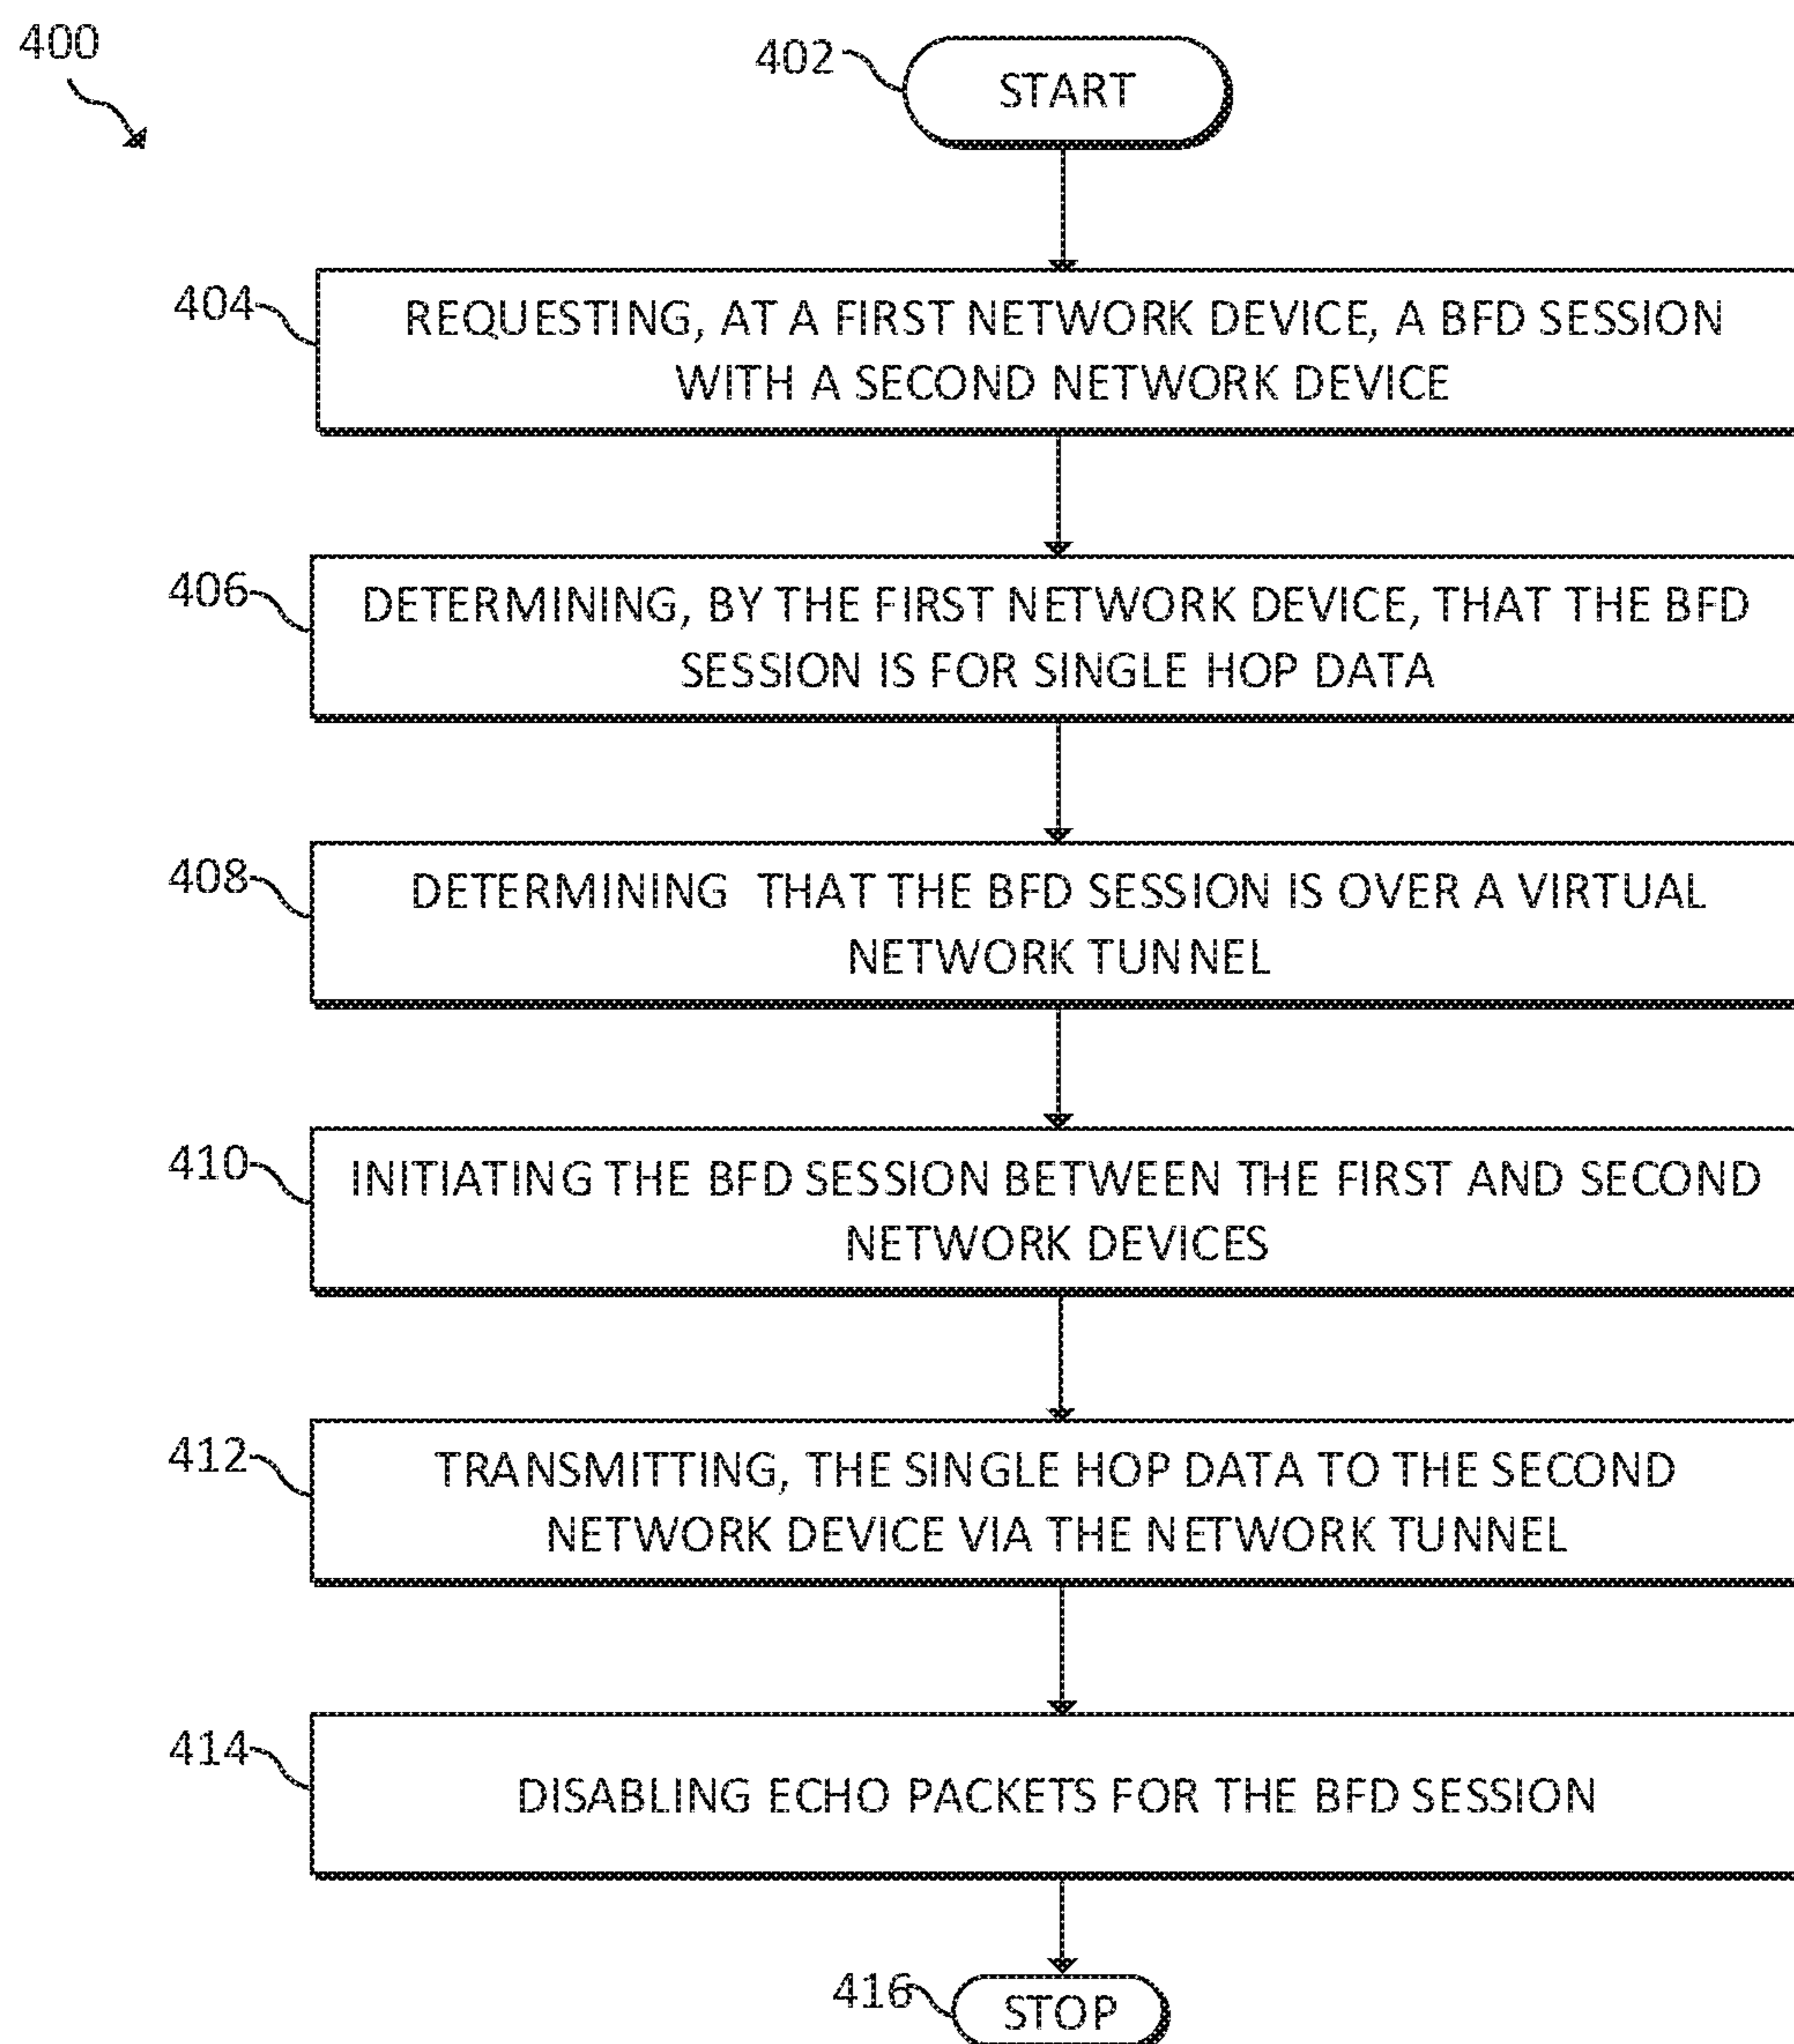 400
402
START
404
REQUESTING, AT A FIRST NETWORK DEVICE, A BFD SESSION
WITH A SECOND NETWORK DEVICE
406
DETERMINING, BY THE FIRST NETWORK DEVICE, THAT THE BFD
SESSION IS FOR SINGLE HOP DATA
408
DETERMINING THAT THE BFD SESSION IS OVER A VIRTUAL
NETWORK TUNNEL
410
INITIATING THE BFD SESSION BETWEEN THE FIRST AND SECOND
NETWORK DEVICES
412
TRANSMITTING, THE SINGLE HOP DATA TO THE SECOND
NETWORK DEVICE VIA THE NETWORK TUNNEL
414
DISABLING ECHO PACKETS FOR THE BFD SESSION
416
STOP